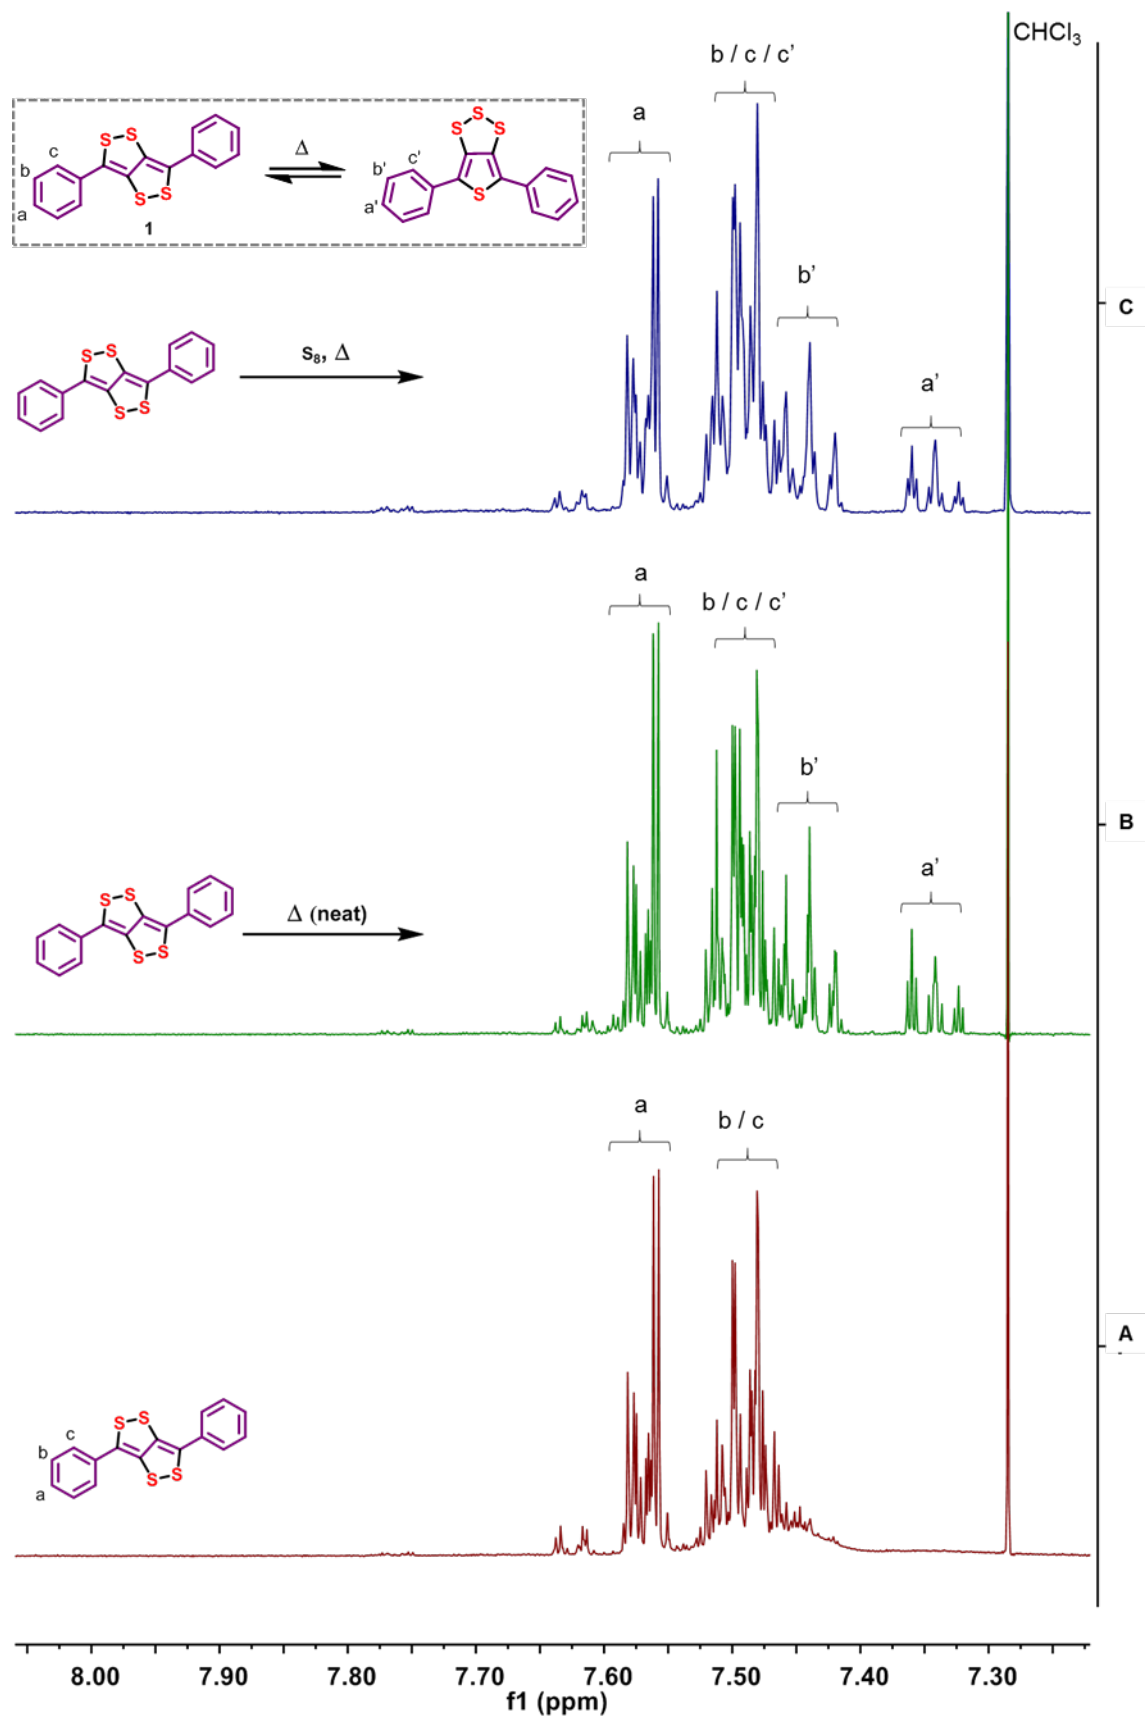 CHCl₃
b / c / c'
a
S S S S
S S S S
Δ
c
b
a
1
c'
b'
a'
b'
a'
C
S S S S
s₈, Δ
a
b / c / c'
b'
a'
B
S S S S
Δ (neat)
a
b / c
A
S S S S
c
b
a
8.00 7.90 7.80 7.70 7.60 7.50 7.40 7.30
f1 (ppm)